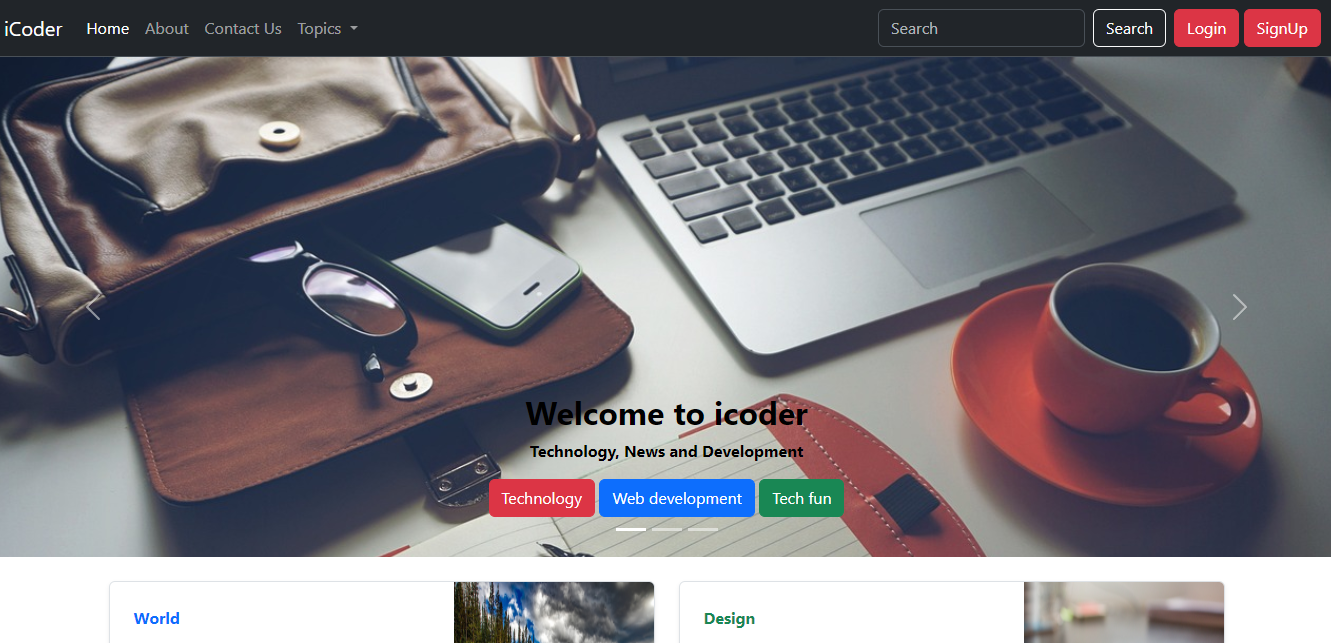 iCoder Home About Contact Us Topics Search Search Login SignUp
Welcome to icoder
Technology, News and Development
Technology Web development Tech fun
World Design